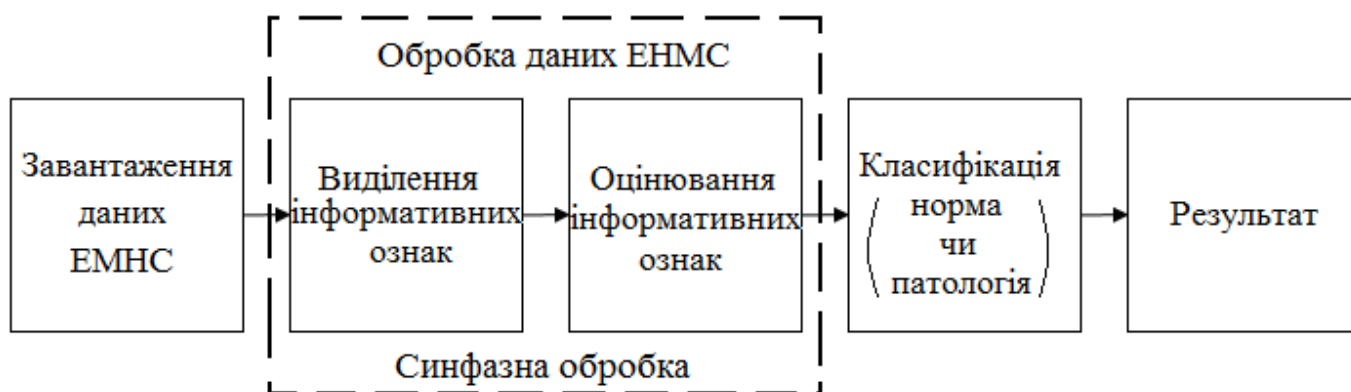 Обробка даних ЕНМС
Завантаження
даних
ЕМНС
Виділення
інформативних
ознак
Оцінювання
інформативних
ознак
Класифікація
(норма
чи
патологія)
Результат
Синфазна обробка